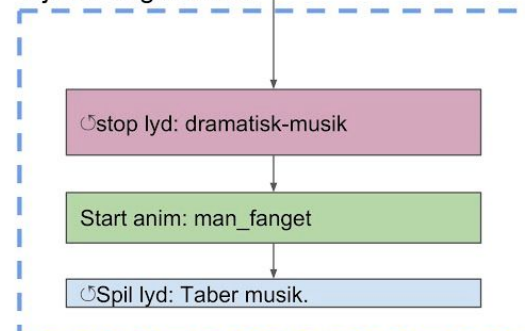 ↺stop lyd: dramatisk-musik
Start anim: man_fanget
↺Spil lyd: Taber musik.